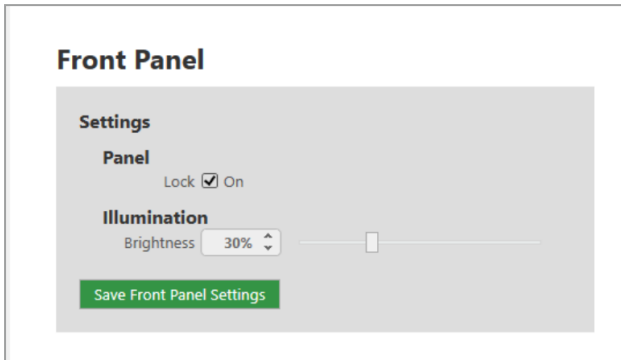 Front Panel
Settings
Panel
Lock On
Illumination
Brightness 30%
Save Front Panel Settings